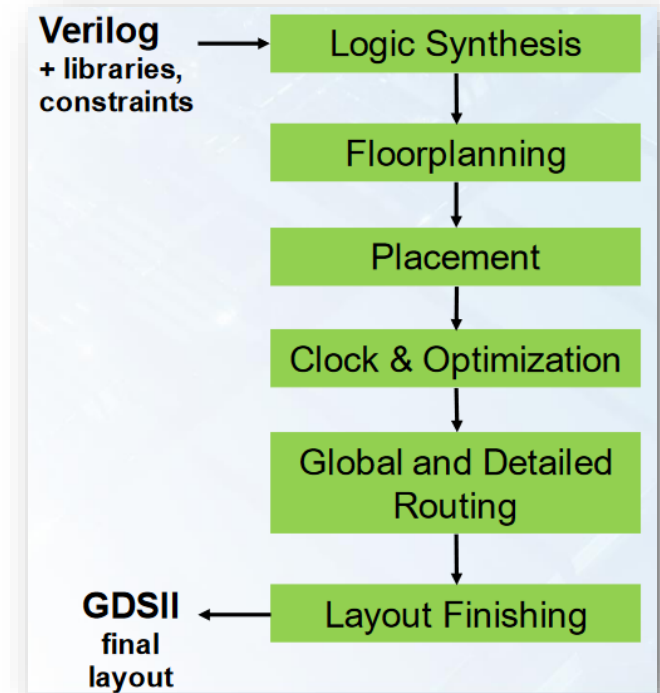 Verilog
+ libraries,
constraints
Logic Synthesis
Floorplanning
Placement
Clock & Optimization
Global and Detailed
Routing
Layout Finishing
GDSII
final
layout